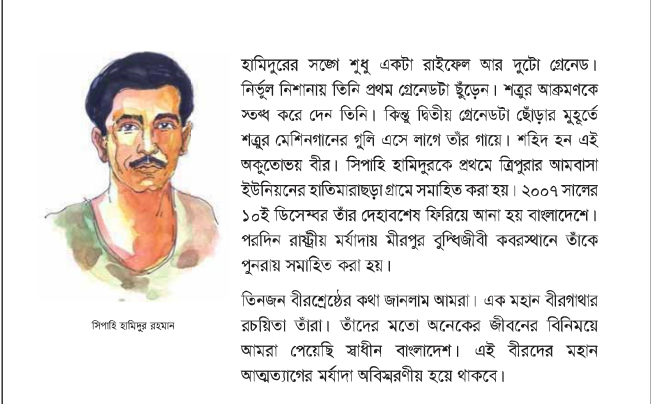 হামিদুরের সঙ্গে শুধু একটা রাইফেল আর দুটো গ্রেনেড।
নির্ভুল নিশানায় তিনি প্রথম গ্রেনেডটা ছুঁড়েন। শত্রুর আক্রমণকে
স্তব্ধ করে দেন তিনি। কিন্তু দ্বিতীয় গ্রেনেডটা ছোঁড়ার মুহূর্তে
শত্রুর মেশিনগানের গুলি এসে লাগে তাঁর গায়ে। শহিদ হন এই
অকুতোভয় বীর। সিপাহি হামিদুরকে প্রথমে ত্রিপুরার আমবাসা
ইউনিয়নের হাতিমারাছড়া গ্রামে সমাহিত করা হয়। ২০০৭ সালের
১০ই ডিসেম্বর তাঁর দেহাবশেষ ফিরিয়ে আনা হয় বাংলাদেশে।
পরদিন রাষ্ট্রীয় মর্যাদায় মীরপুর বুদ্ধিজীবী কবরস্থানে তাঁকে
পুনরায় সমাহিত করা হয়।
তিনজন বীরশ্রেষ্ঠের কথা জানলাম আমরা। এক মহান বীরগাথার
রচয়িতা তাঁরা। তাঁদের মতো অনেকের জীবনের বিনিময়ে
আমরা পেয়েছি স্বাধীন বাংলাদেশ। এই বীরদের মহান
আত্মত্যাগের মর্যাদা অবিস্মরণীয় হয়ে থাকবে।
সিপাহি হামিদুর রহমান